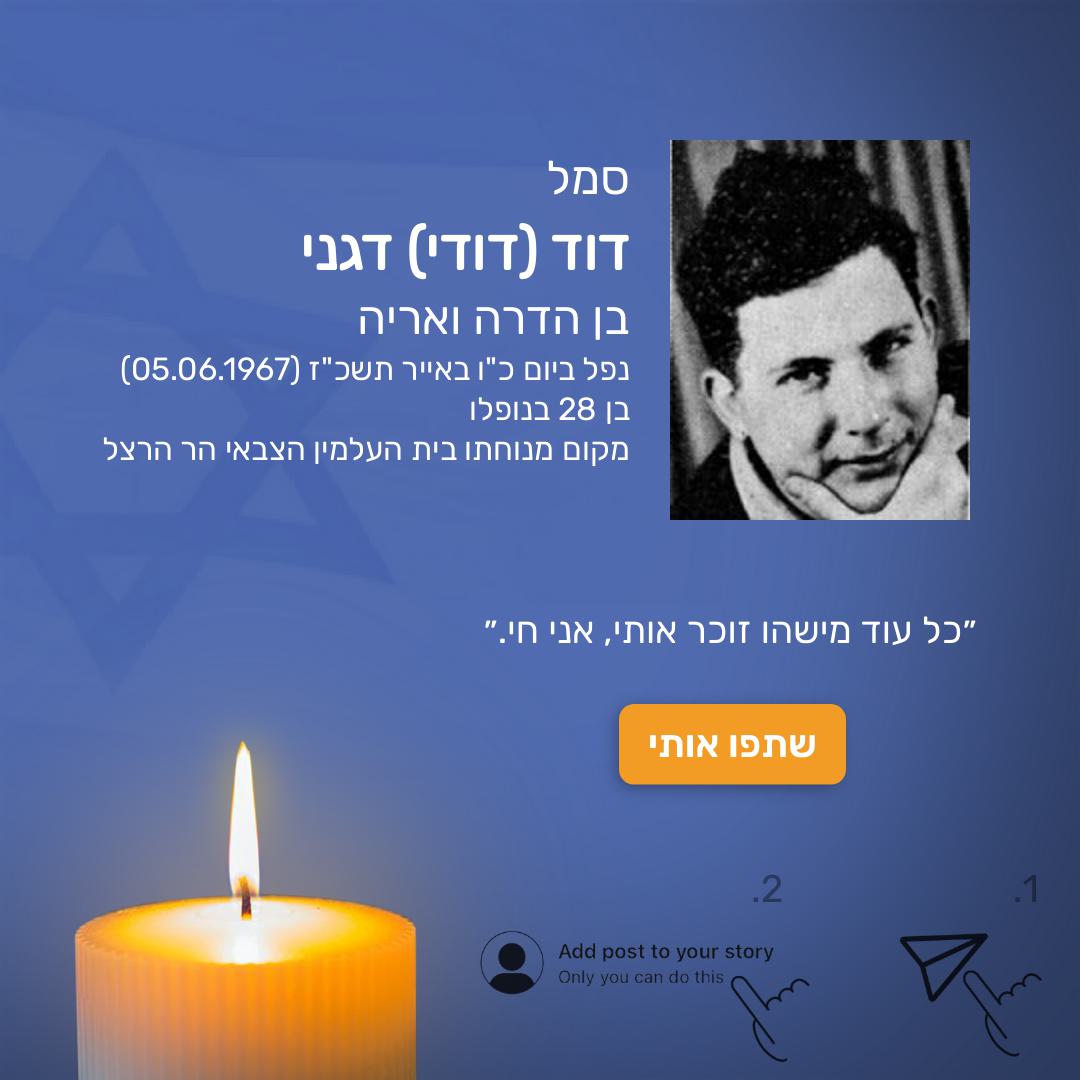 סמל
דוד (דודי) דגני
בן הדרה ואריה
נפל ביום כ"ו באייר תשכ"ז (05.06.1967)
בן 28 בנופלו
מקום מנוחתו בית העלמין הצבאי הר הרצל
״כל עוד מישהו זוכר אותי, אני חי.״
שתפו אותי
1.
2.
Add post to your story
Only you can do this